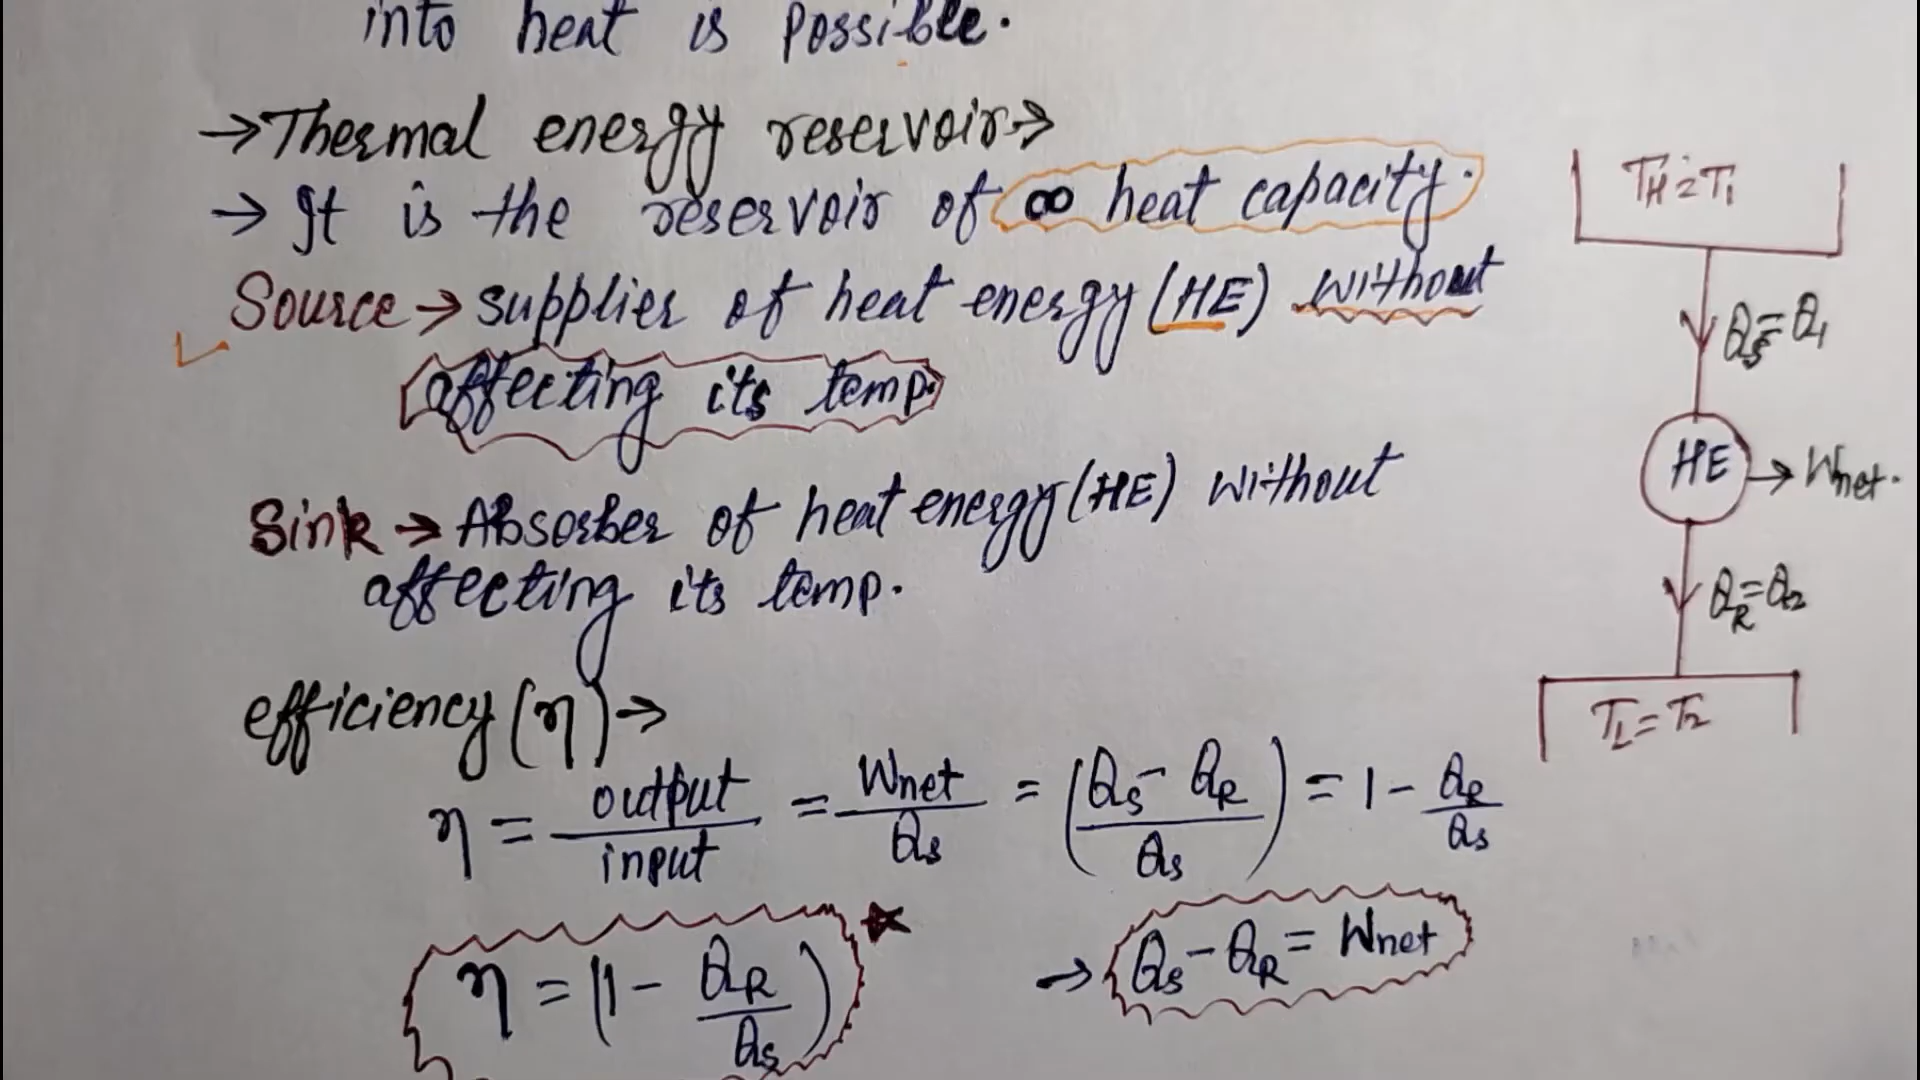 into heat is possible.
→Thermal energy reservoir→
→ It is the reservoir of ∞ heat capacity.
Source → supplier of heat energy (HE) without
affecting its temp.
Sink → Absorber of heat energy (HE) without
affecting its temp.
efficiency (η) →
η = output/input = Wnet/Qs = (Qs - QR/Qs) = 1 - QR/Qs
η = (1 - QR/Qs)
→ Qs - QR = Wnet
TH = T1
Qs = Q1
HE → Wnet.
QR = Q2
TL = T2